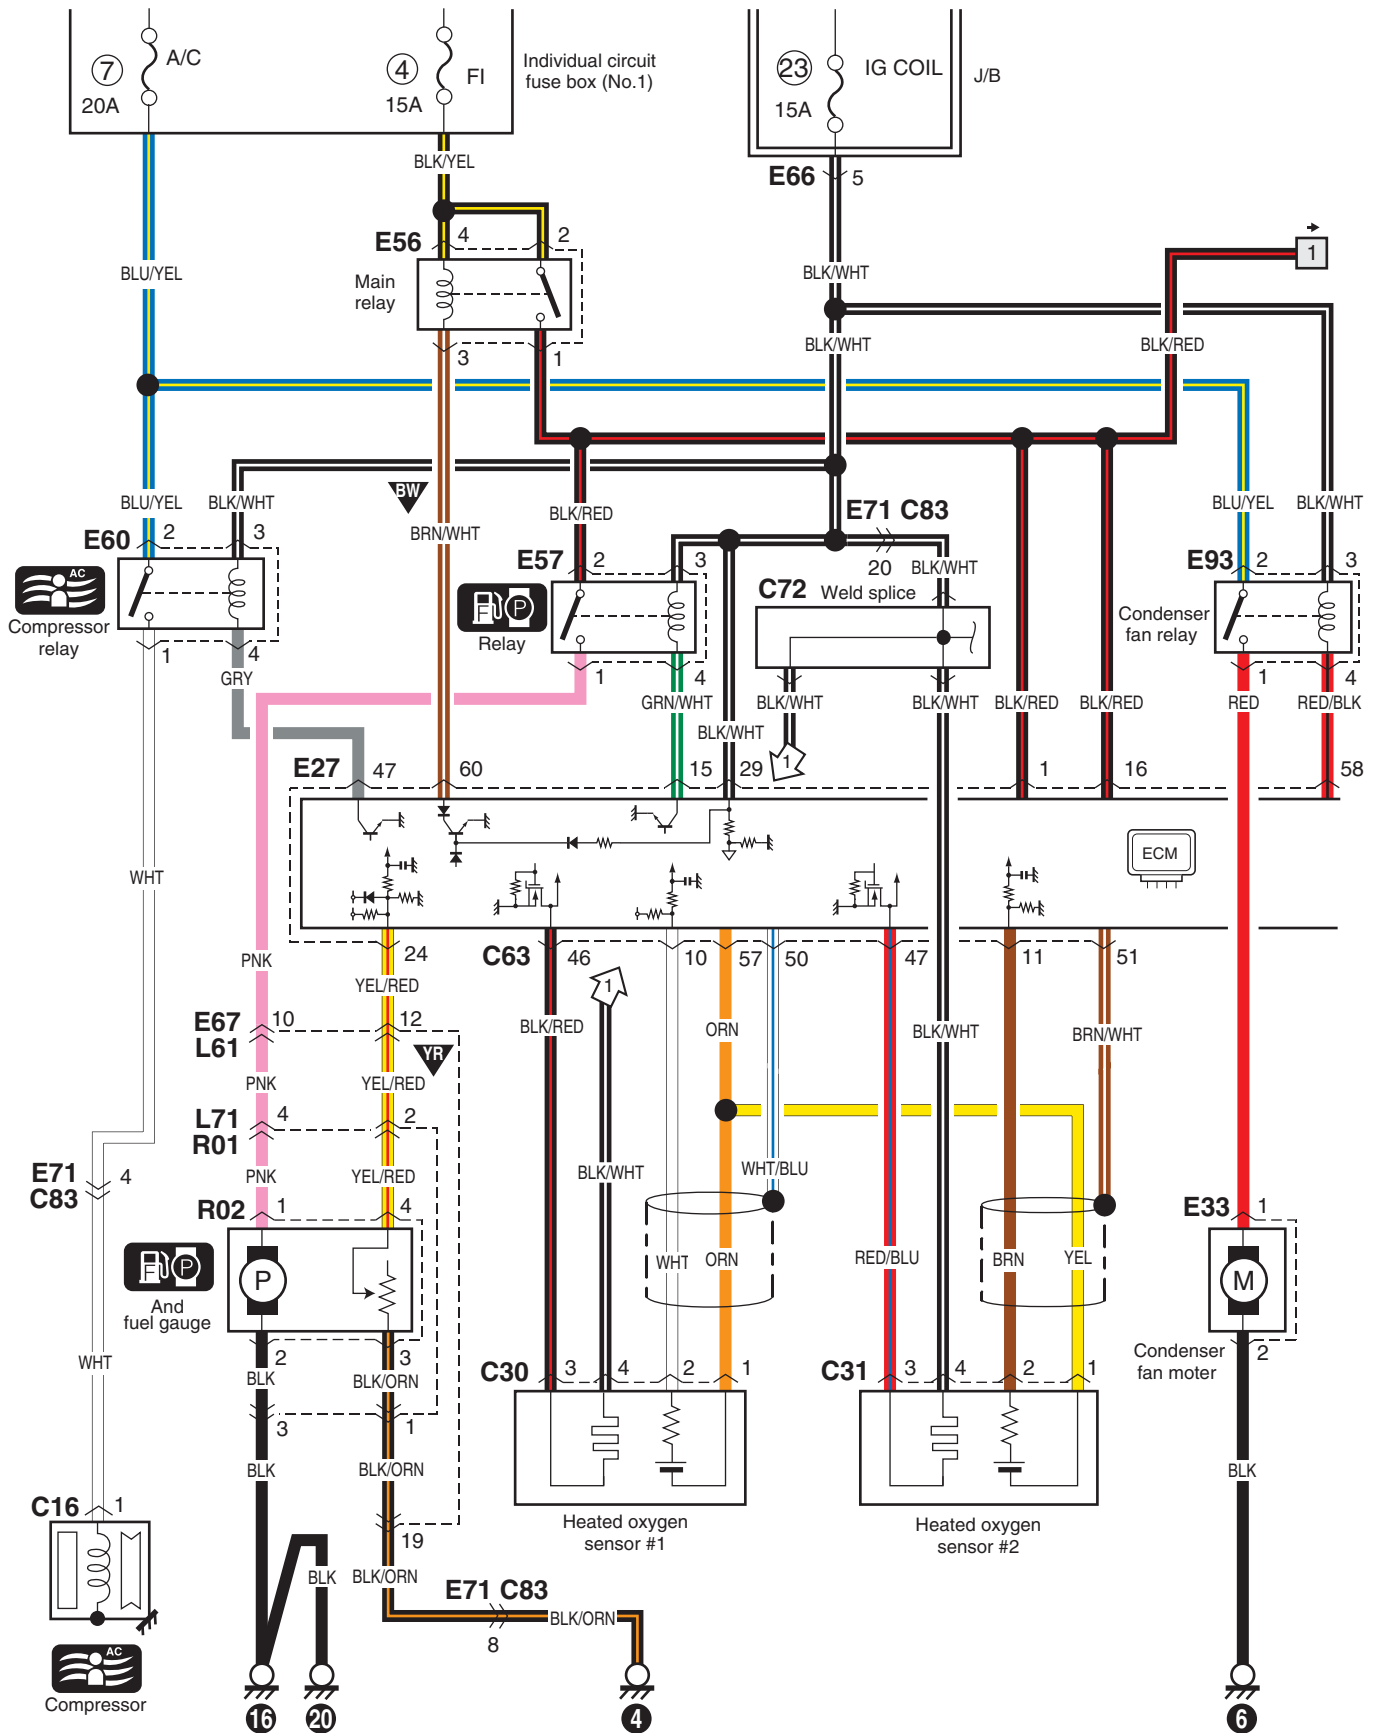 7
A/C
20A
4
FI
15A
Individual circuit
fuse box (No.1)
23
IG COIL
15A
J/B
BLK/YEL
E66
5
E56
4
2
1
Main
relay
BLU/YEL
BLK/WHT
BLK/WHT
BLK/RED
3
1
BW
BLU/YEL
BLK/WHT
BRN/WHT
BLK/RED
E71 C83
20
BLK/WHT
BLU/YEL
BLK/WHT
E60
2
3
E57
2
3
C72
Weld splice
E93
2
3
AC
Compressor
relay
F
P
Relay
Condenser
fan relay
1
4
GRY
1
4
GRN/WHT
BLK/WHT
BLK/WHT
BLK/WHT
BLK/RED
BLK/RED
1
4
RED
RED/BLK
1
E27
47
60
15
29
1
16
58
ECM
WHT
24
C63
46
10
57
50
47
11
51
PNK
YEL/RED
1
E67
L61
10
12
BLK/RED
ORN
BLK/WHT
BRN/WHT
YR
PNK
YEL/RED
L71
R01
4
2
E71
C83
4
PNK
YEL/RED
BLK/WHT
WHT/BLU
R02
1
4
E33
1
F
P
And
fuel gauge
P
WHT
ORN
RED/BLU
BRN
YEL
M
Condenser
fan moter
2
2
3
WHT
BLK
BLK/ORN
C30
3
4
2
1
C31
3
4
2
1
3
1
BLK
BLK/ORN
BLK
C16
1
Heated oxygen
sensor #1
Heated oxygen
sensor #2
19
BLK
BLK/ORN
E71 C83
8
BLK/ORN
AC
Compressor
16
20
4
6